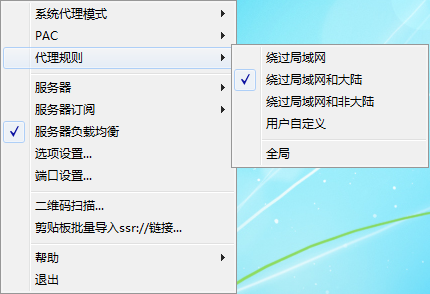 系统代理模式
PAC
代理规则
绕过局域网
绕过局域网和大陆
绕过局域网和非大陆
用户自定义
全局
服务器
服务器订阅
服务器负载均衡
选项设置...
端口设置...
二维码扫描...
剪贴板批量导入ssr://链接...
帮助
退出